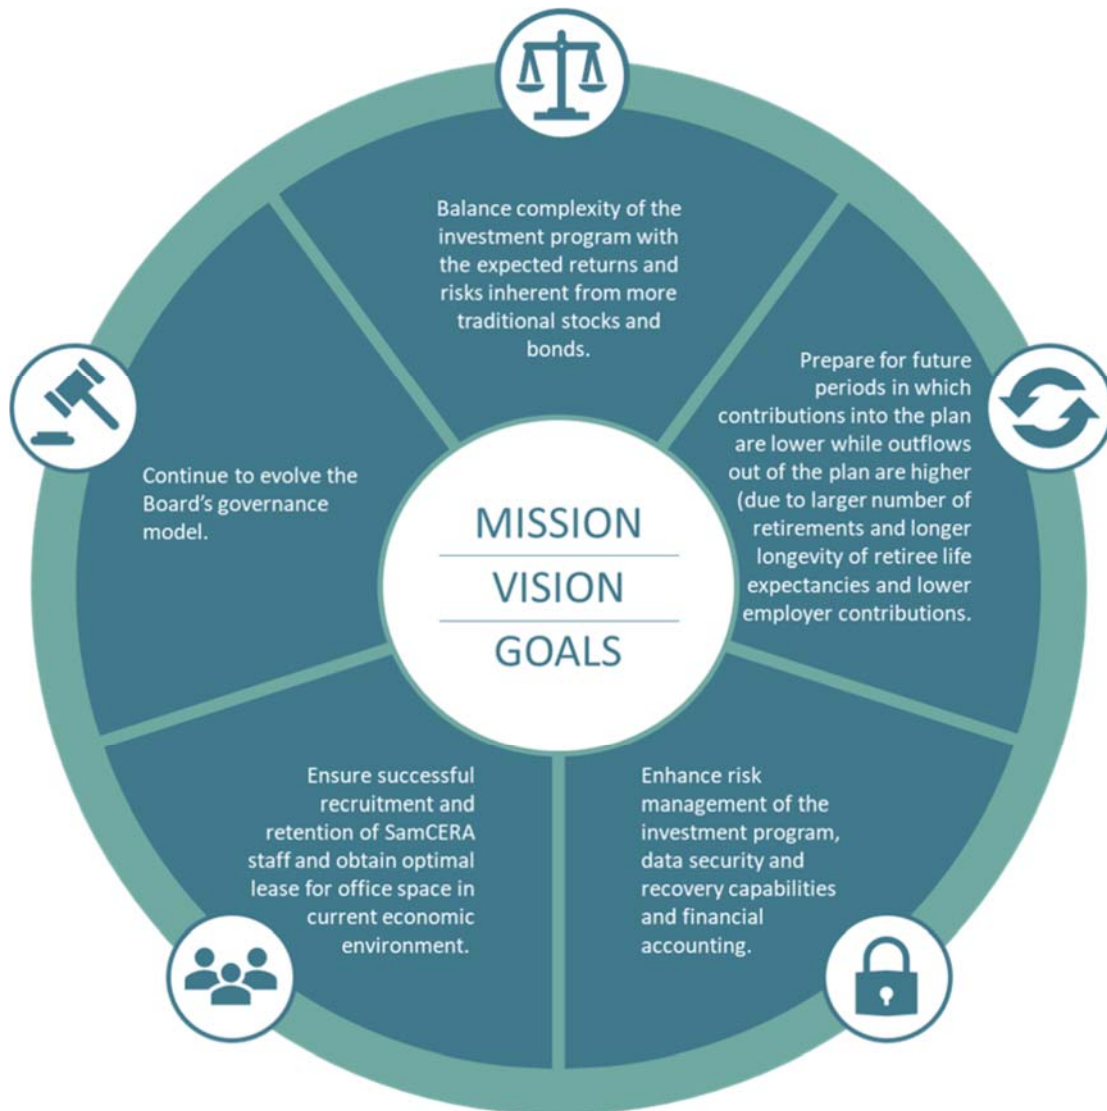 Balance complexity of the
investment program with
the expected returns and
risks inherent from more
traditional stocks and
bonds.
Prepare for future
periods in which
contributions into the plan
are lower while outflows
out of the plan are higher
(due to larger number of
retirements and longer
longevity of retiree life
expectancies and lower
employer contributions.
Enhance risk
management of the
investment program,
data security and
recovery capabilities
and financial
accounting.
Ensure successful
recruitment and
retention of SamCERA
staff and obtain optimal
lease for office space in
current economic
environment.
Continue to evolve the
Board’s governance
model.
MISSION
VISION
GOALS